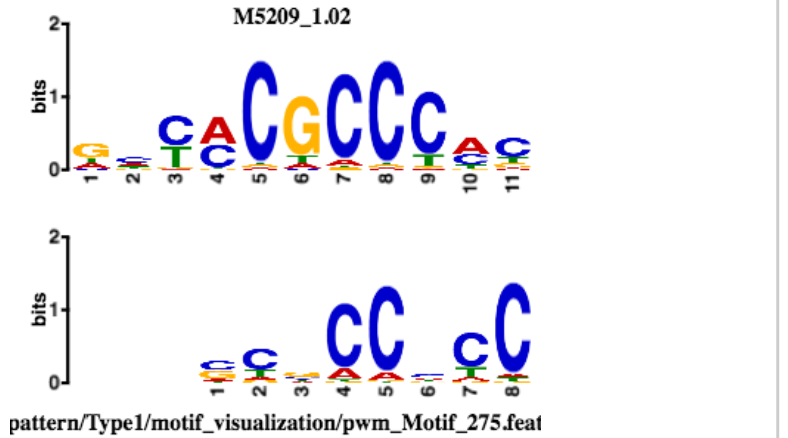 M5209_1.02
2
1
0
bits
G C T C A C C G C C C A C
1 2 3 4 5 6 7 8 9 10 11
2
1
0
bits
C G C C C C C
1 2 3 4 5 6 7 8
pattern/Type1/motif_visualization/pwm_Motif_275.feat